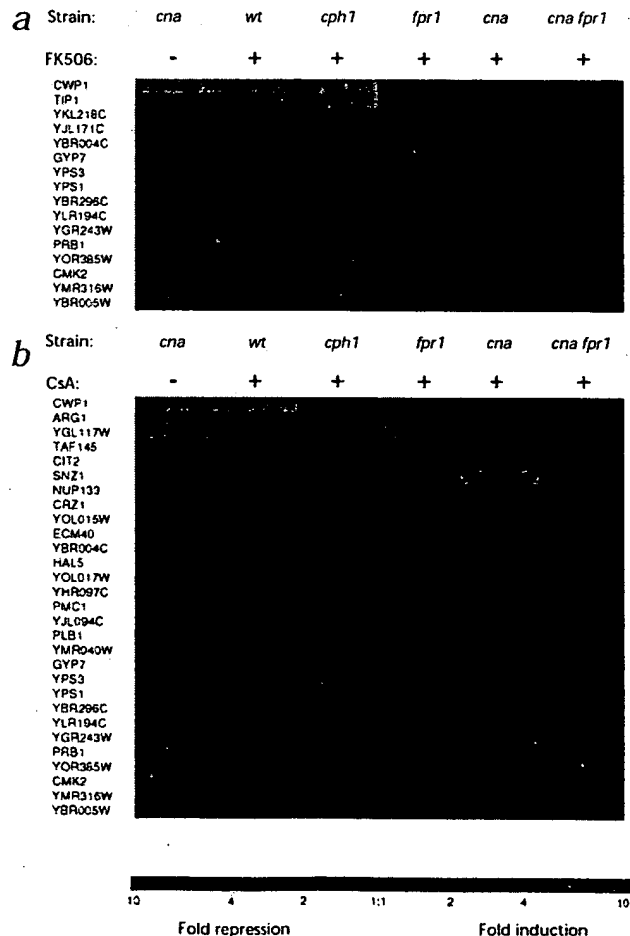 a Strain: cna wt cph1 fpr1 cna cna fpr1
FK506: - + + + + +
CWP1
TIP1
YKL218C
YJL171C
YBR004C
GYP7
YPS3
YPS1
YBR296C
YLR194C
YGR243W
PRB1
YOR385W
CMK2
YMR316W
YBR005W
b Strain: cna wt cph1 fpr1 cna cna fpr1
CsA: - + + + + +
CWP1
ARG1
YGL117W
TAF145
CIT2
SNZ1
NUP133
CRZ1
YOL015W
ECM40
YBR004C
HAL5
YOL017W
YHR097C
PMC1
YJL094C
PLB1
YMR040W
GYP7
YPS3
YPS1
YBR296C
YLR194C
YGR243W
PRB1
YOR385W
CMK2
YMR316W
YBR005W
10 4 2 1:1 2 4 10
Fold repression Fold induction